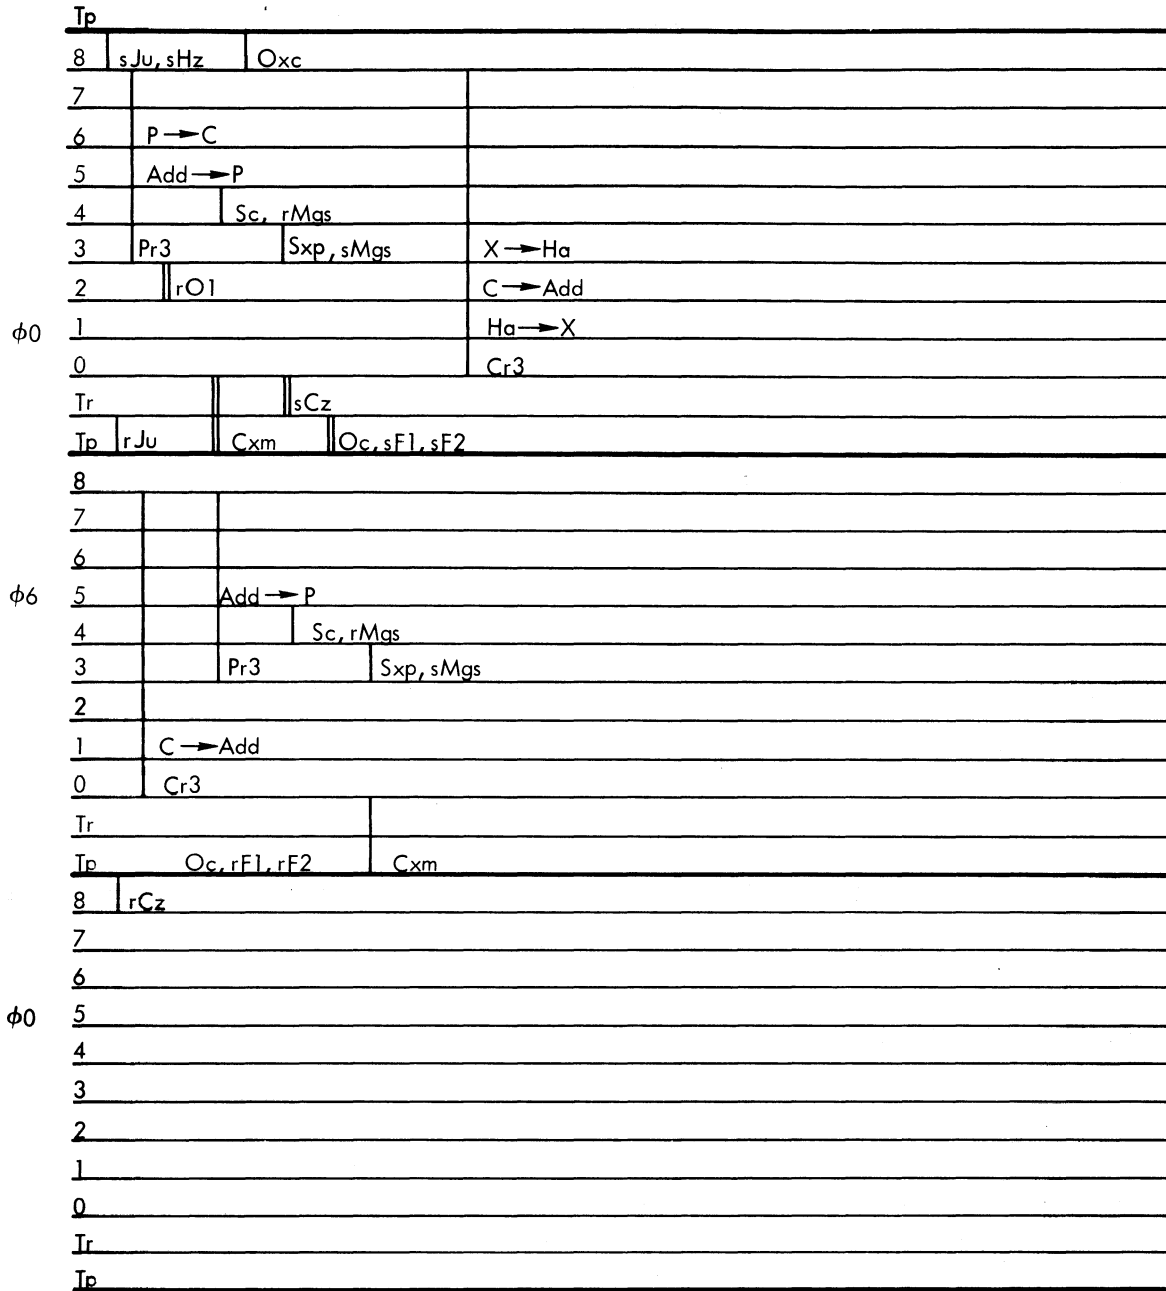 Tp
8 sJu, sHz Oxc
7
6 P → C
5 Add → P
4 Sc, rMgs
3 Pr3 Sxp, sMgs X → Ha
2 rO1 C → Add
φ0 1 Ha → X
0 Cr3
Tr sCz
Tp rJu Cxm Oc, sF1, sF2
8
7
6
φ6 5 Add → P
4 Sc, rMgs
3 Pr3 Sxp, sMgs
2
1 C → Add
0 Cr3
Tr
Tp Oc, rF1, rF2 Cxm
8 rCz
7
6
φ0 5
4
3
2
1
0
Tr
Tp